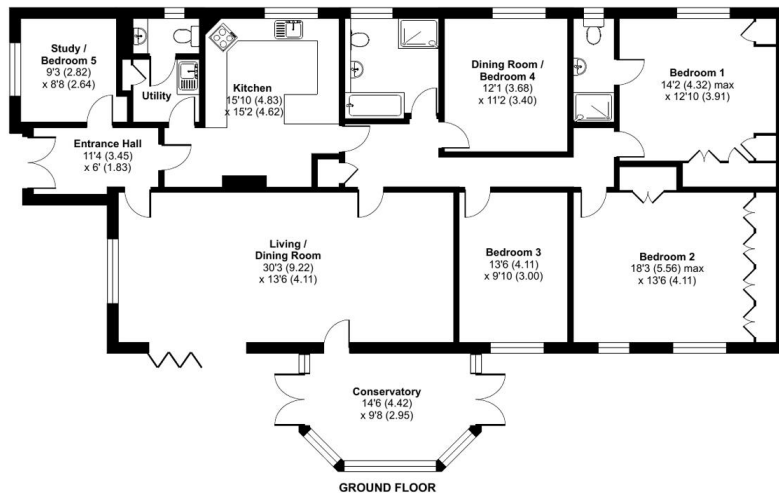 Study /
Bedroom 5
9'3 (2.82)
x 8'8 (2.64)
Utility
Kitchen
15'10 (4.83)
x 15'2 (4.62)
Dining Room /
Bedroom 4
12'1 (3.68)
x 11'2 (3.40)
Bedroom 1
14'2 (4.32) max
x 12'10 (3.91)
Entrance Hall
11'4 (3.45)
x 6' (1.83)
Living /
Dining Room
30'3 (9.22)
x 13'6 (4.11)
Bedroom 3
13'6 (4.11)
x 9'10 (3.00)
Bedroom 2
18'3 (5.56) max
x 13'6 (4.11)
Conservatory
14'6 (4.42)
x 9'8 (2.95)
GROUND FLOOR